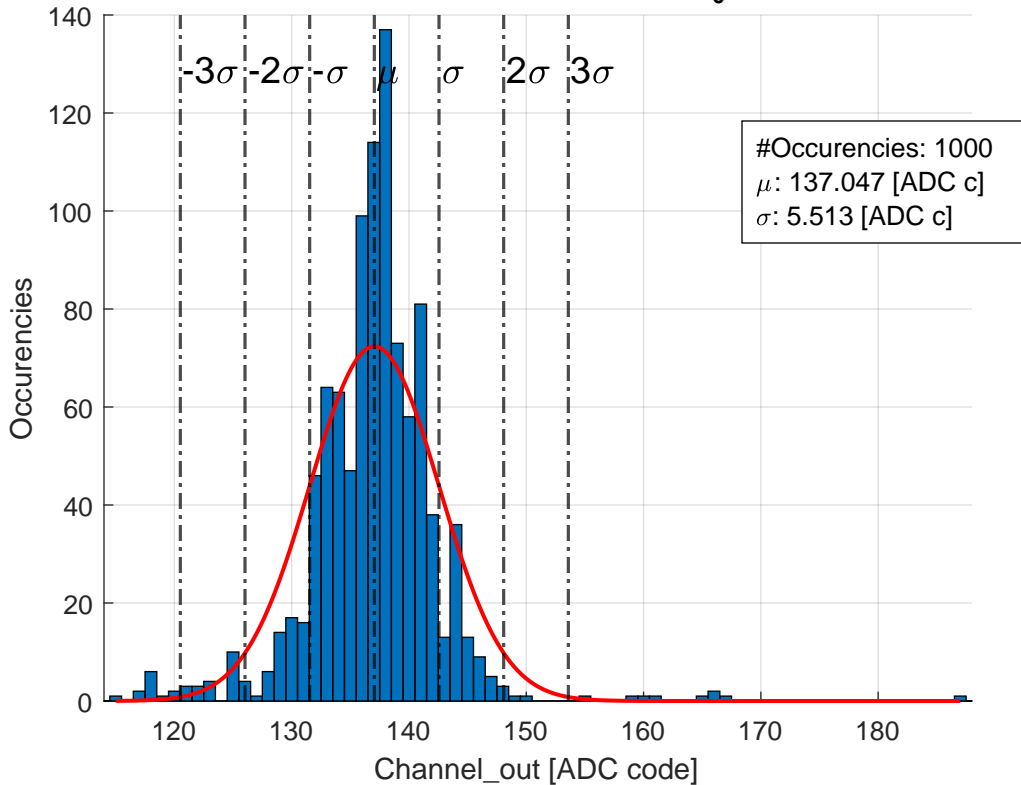 140
120
100
80
60
40
20
0
Occurencies
-3σ -2σ -σ μ σ 2σ 3σ
#Occurencies: 1000
μ: 137.047 [ADC c]
σ: 5.513 [ADC c]
120 130 140 150 160 170 180
Channel_out [ADC code]